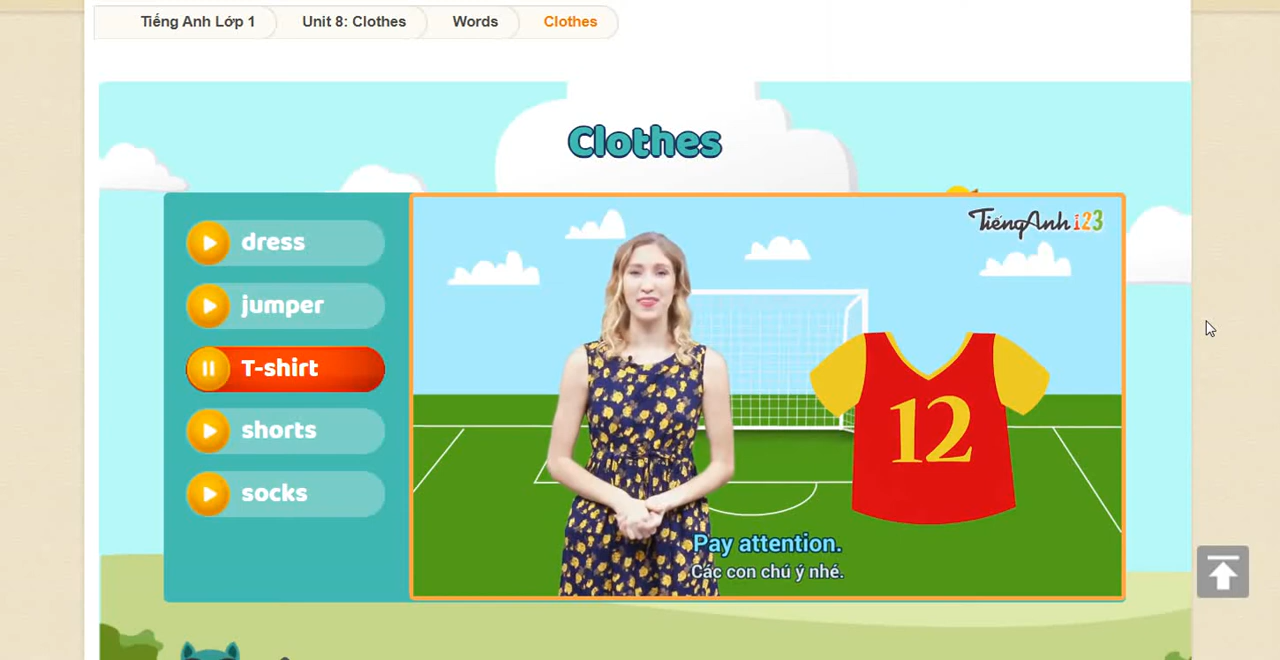 Tiếng Anh Lớp 1
Unit 8: Clothes
Words
Clothes
Clothes
dress
jumper
T-shirt
shorts
socks
TiếngAnh123
12
Pay attention.
Các con chú ý nhé.